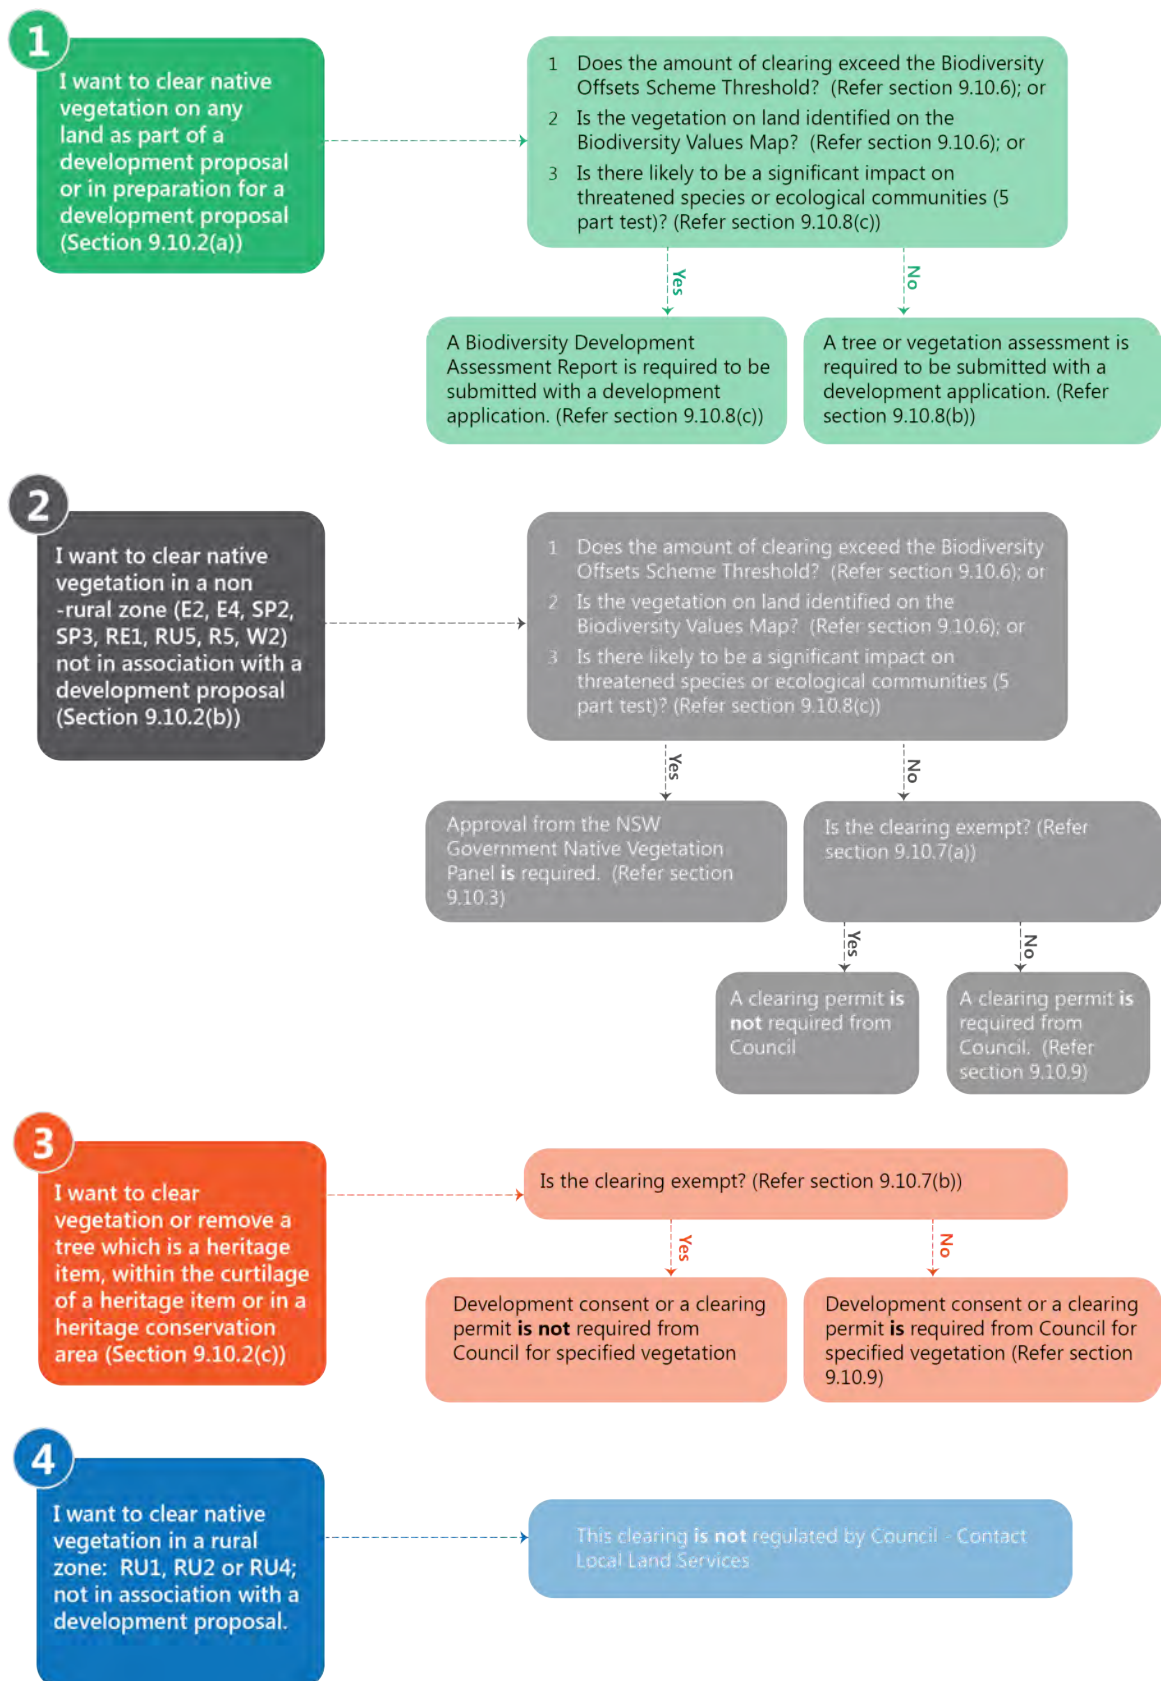 1
I want to clear native
vegetation on any
land as part of a
development proposal
or in preparation for a
development proposal
(Section 9.10.2(a))
1 Does the amount of clearing exceed the Biodiversity
Offsets Scheme Threshold? (Refer section 9.10.6); or
2 Is the vegetation on land identified on the
Biodiversity Values Map? (Refer section 9.10.6); or
3 Is there likely to be a significant impact on
threatened species or ecological communities (5
part test)? (Refer section 9.10.8(c))
Yes
No
A Biodiversity Development
Assessment Report is required to be
submitted with a development
application. (Refer section 9.10.8(c))
A tree or vegetation assessment is
required to be submitted with a
development application. (Refer
section 9.10.8(b))
2
I want to clear native
vegetation in a non
-rural zone (E2, E4, SP2,
SP3, RE1, RU5, R5, W2)
not in association with a
development proposal
(Section 9.10.2(b))
1 Does the amount of clearing exceed the Biodiversity
Offsets Scheme Threshold? (Refer section 9.10.6); or
2 Is the vegetation on land identified on the
Biodiversity Values Map? (Refer section 9.10.6); or
3 Is there likely to be a significant impact on
threatened species or ecological communities (5
part test)? (Refer section 9.10.8(c))
Yes
No
Approval from the NSW
Government Native Vegetation
Panel is required. (Refer section
9.10.3)
Is the clearing exempt? (Refer
section 9.10.7(a))
Yes
No
A clearing permit is
not required from
Council
A clearing permit is
required from
Council. (Refer
section 9.10.9)
3
I want to clear
vegetation or remove a
tree which is a heritage
item, within the curtilage
of a heritage item or in a
heritage conservation
area (Section 9.10.2(c))
Is the clearing exempt? (Refer section 9.10.7(b))
Yes
No
Development consent or a clearing
permit is not required from
Council for specified vegetation
Development consent or a clearing
permit is required from Council for
specified vegetation (Refer section
9.10.9)
4
I want to clear native
vegetation in a rural
zone: RU1, RU2 or RU4;
not in association with a
development proposal.
This clearing is not regulated by Council - Contact
Local Land Services